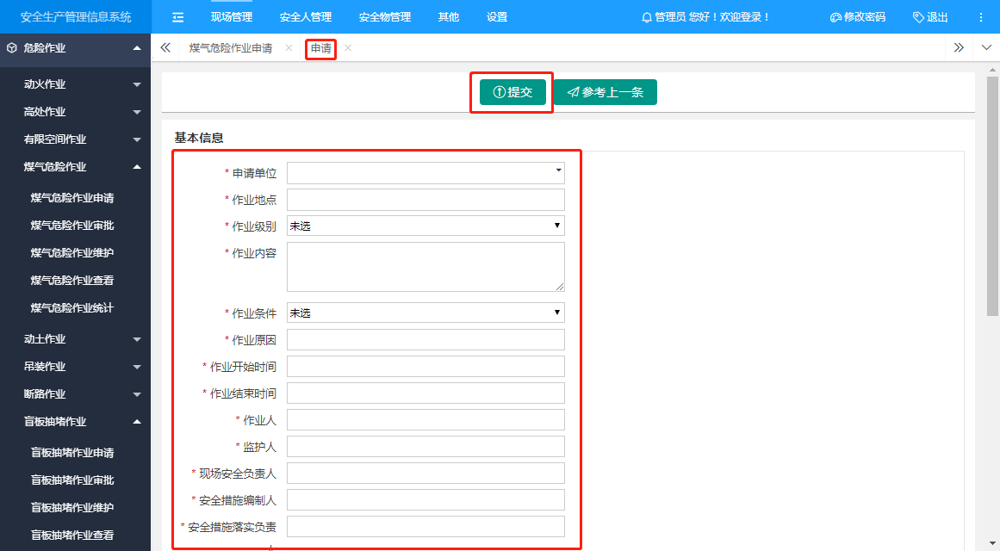 安全生产管理信息系统 现场管理 安全人管理 安全物管理 其他 设置 管理员 您好！欢迎登录！ 修改密码 退出
危险作业
动火作业
高处作业
有限空间作业
煤气危险作业
煤气危险作业申请
煤气危险作业审批
煤气危险作业维护
煤气危险作业查看
煤气危险作业统计
动土作业
吊装作业
断路作业
盲板抽堵作业
盲板抽堵作业申请
盲板抽堵作业审批
盲板抽堵作业维护
盲板抽堵作业查看
煤气危险作业申请 × 申请 ×
提交 参考上一条
基本信息
* 申请单位
* 作业地点
* 作业级别 未选
* 作业内容
* 作业条件 未选
* 作业原因
* 作业开始时间
* 作业结束时间
* 作业人
* 监护人
* 现场安全负责人
* 安全措施编制人
* 安全措施落实负责